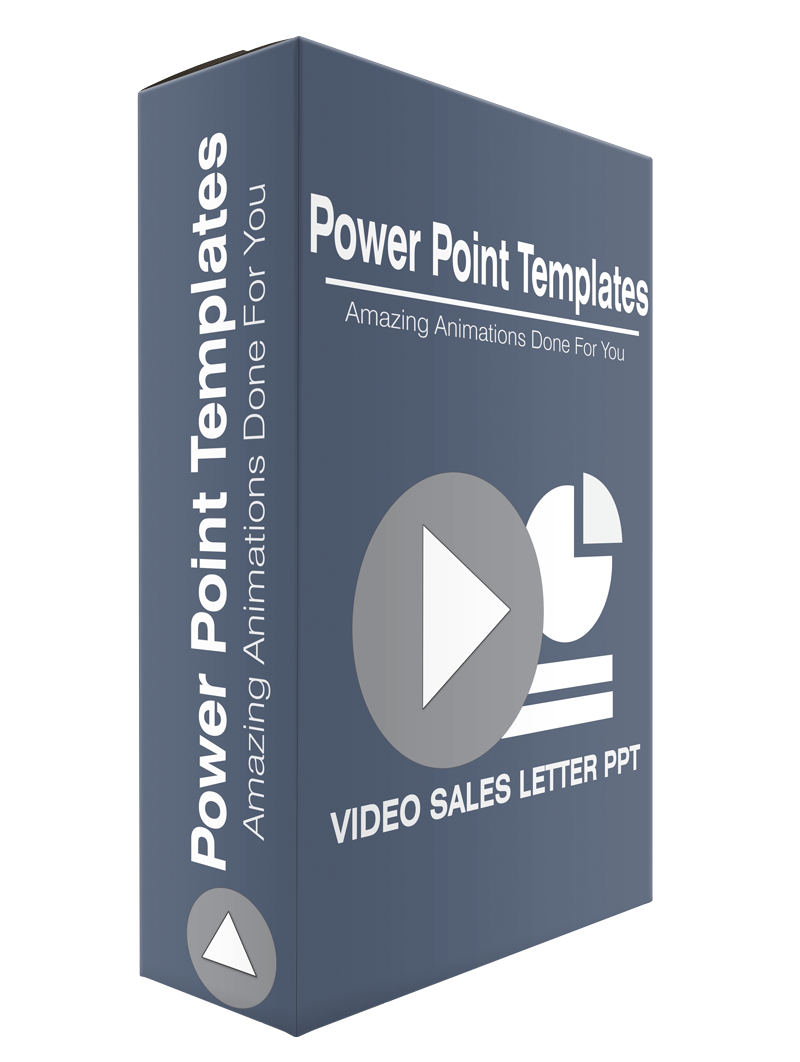 Power Point Templates
Amazing Animations Done For You
Power Point Templates
Amazing Animations Done For You
VIDEO SALES LETTER PPT